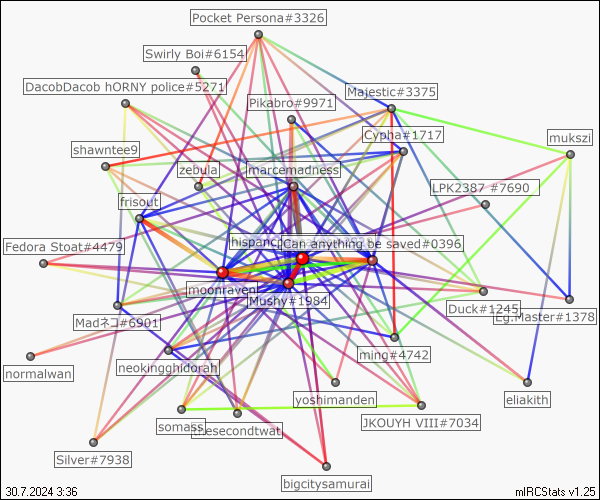 Pocket Persona#3326
Swirly Boi#6154
DacobDacob hORNY police#5271
Majestic#3375
Pikabro#9971
Cypha#1717
mukszi
shawntee9
zebula
marcemadness
LPK2387 #7690
frisout
Fedora Stoat#4479
Can anything be saved#0396
moonraven
Mushy#1984
Duck#1245
Eg.Master#1378
Madネコ#6901
ming#4742
normalwan
neokingghidorah
yoshimanden
eliakith
somass
thesecondtwat
JKOUYH VIII#7034
Silver#7938
bigcitysamurai
30.7.2024 3:36
mIRCStats v1.25